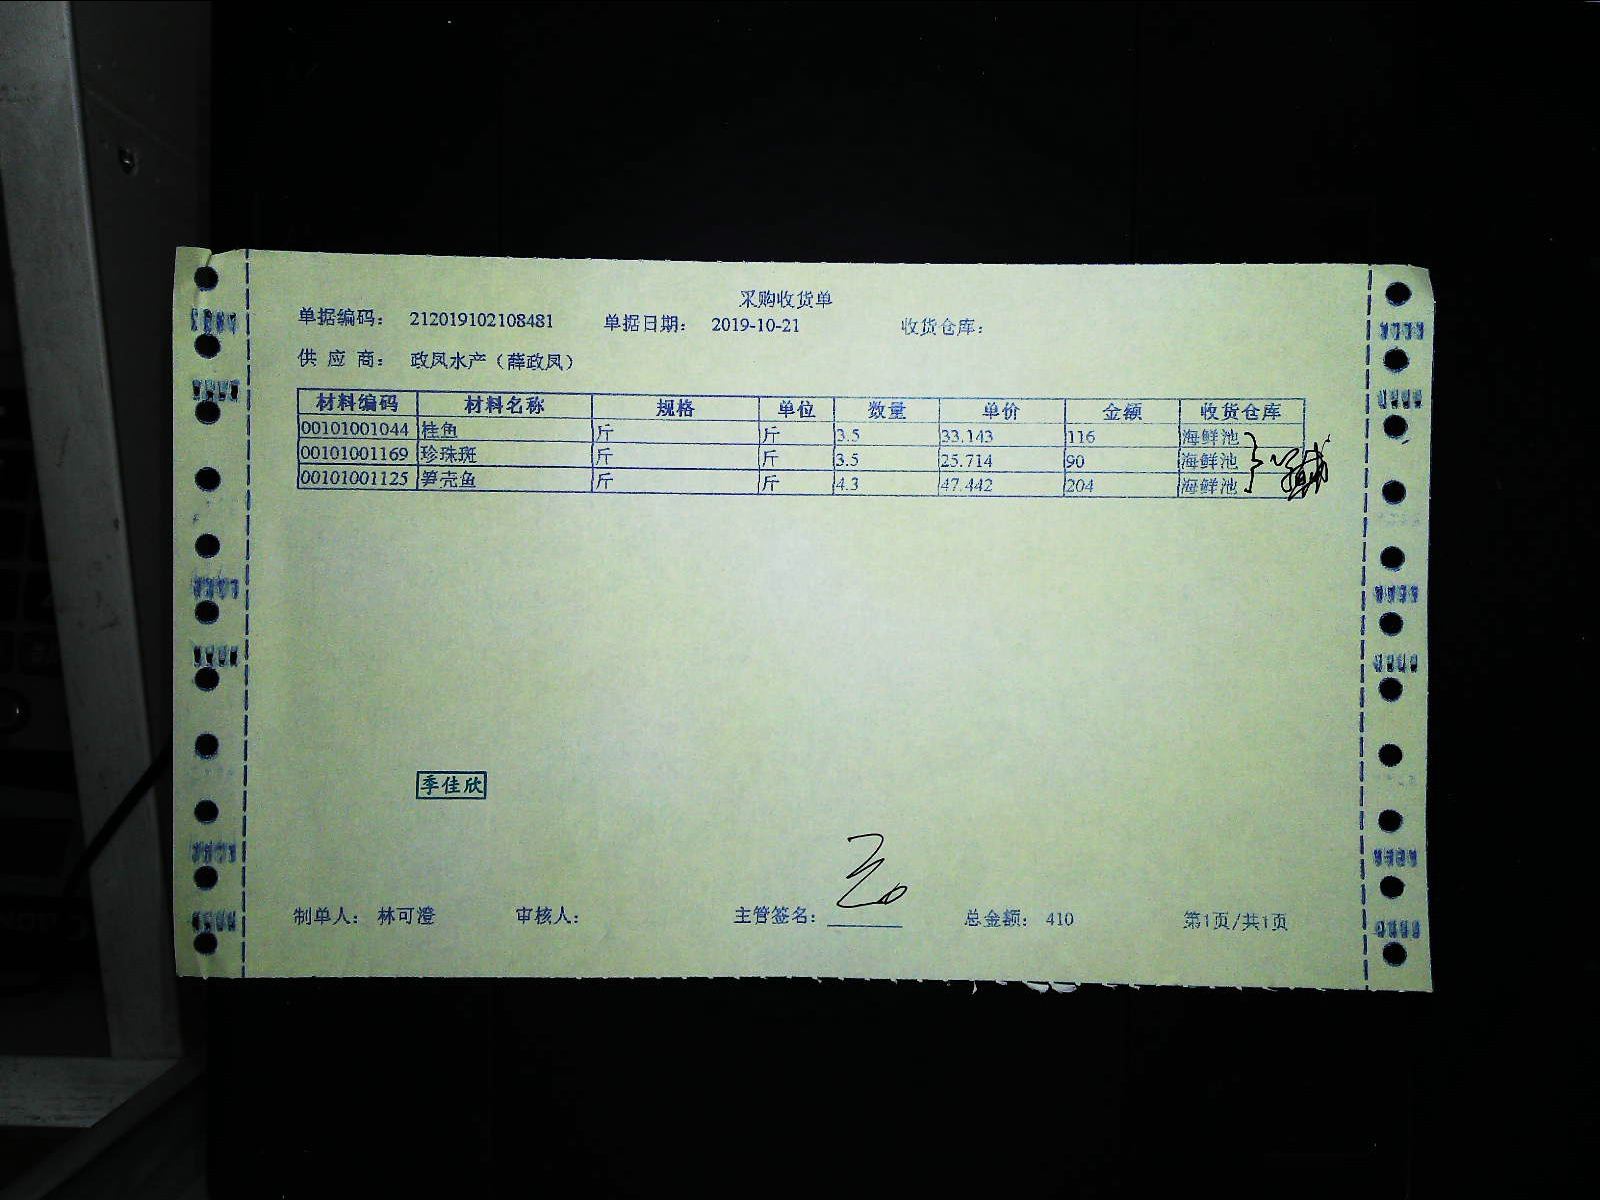 采购收货单
单据编码： 212019102108481 单据日期： 2019-10-21 收货仓库：
供 应 商： 政凤水产（薛政凤）
材料编码 材料名称 规格 单位 数量 单价 金额 收货仓库
00101001044 桂鱼 斤 斤 3.5 33.143 116 海鲜池
00101001169 珍珠斑 斤 斤 3.5 25.714 90 海鲜池
00101001125 笋壳鱼 斤 斤 4.3 47.442 204 海鲜池
季佳欣
制单人： 林可澄 审核人： 主管签名： 总金额： 410 第1页/共1页